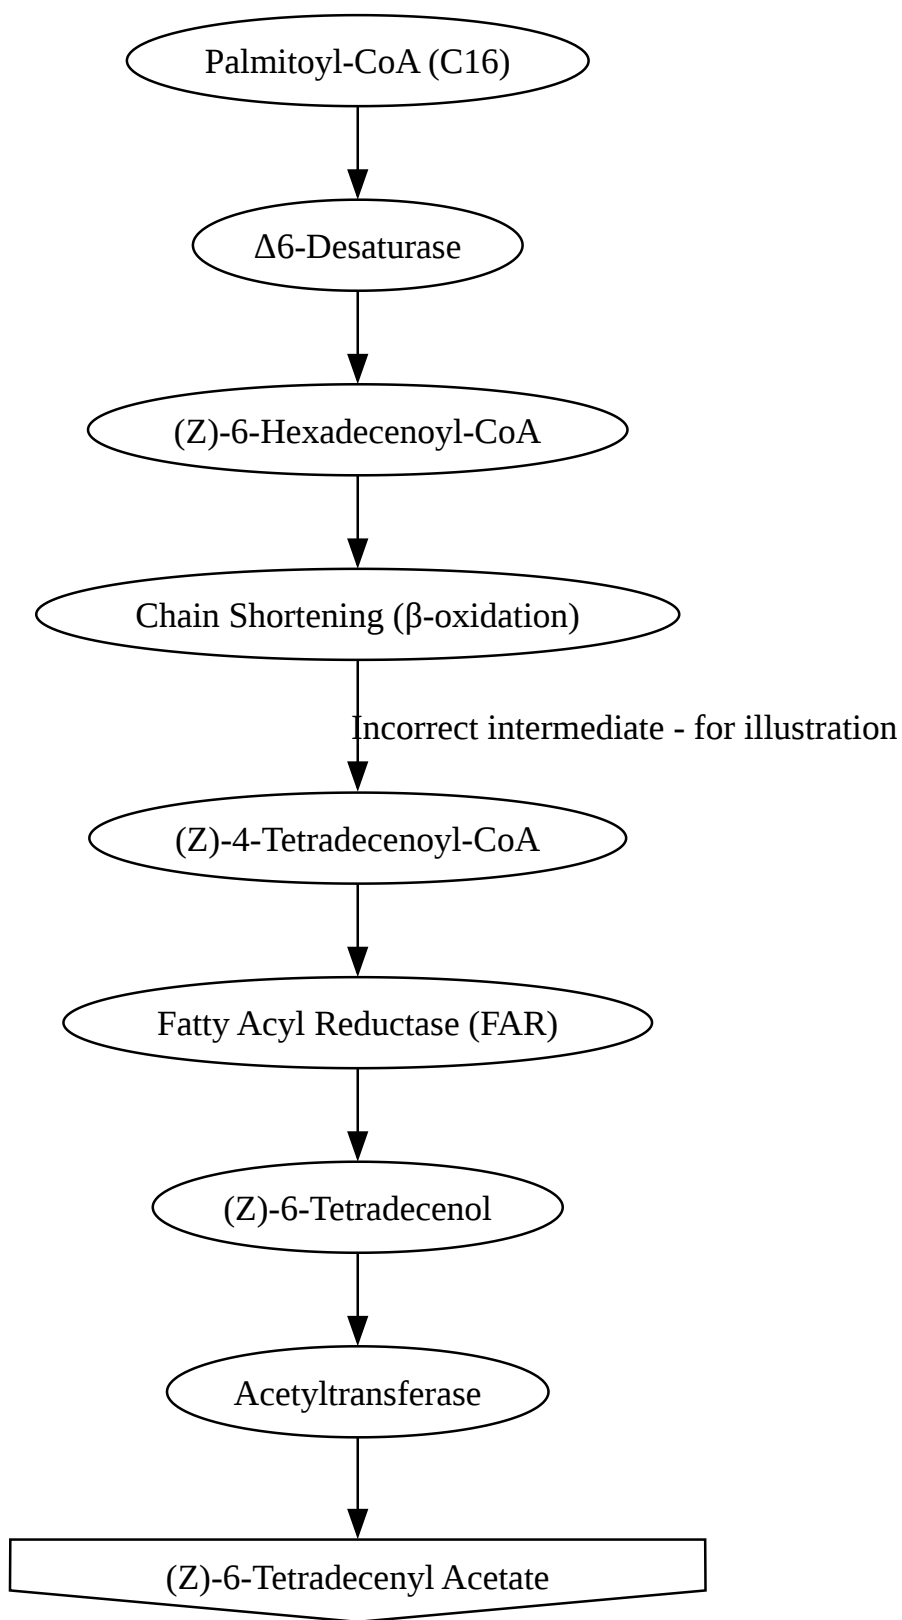 Palmitoyl-CoA (C16)
Δ6-Desaturase
(Z)-6-Hexadecenoyl-CoA
Chain Shortening (β-oxidation)
Incorrect intermediate - for illustration
(Z)-4-Tetradecenoyl-CoA
Fatty Acyl Reductase (FAR)
(Z)-6-Tetradecenol
Acetyltransferase
(Z)-6-Tetradecenyl Acetate